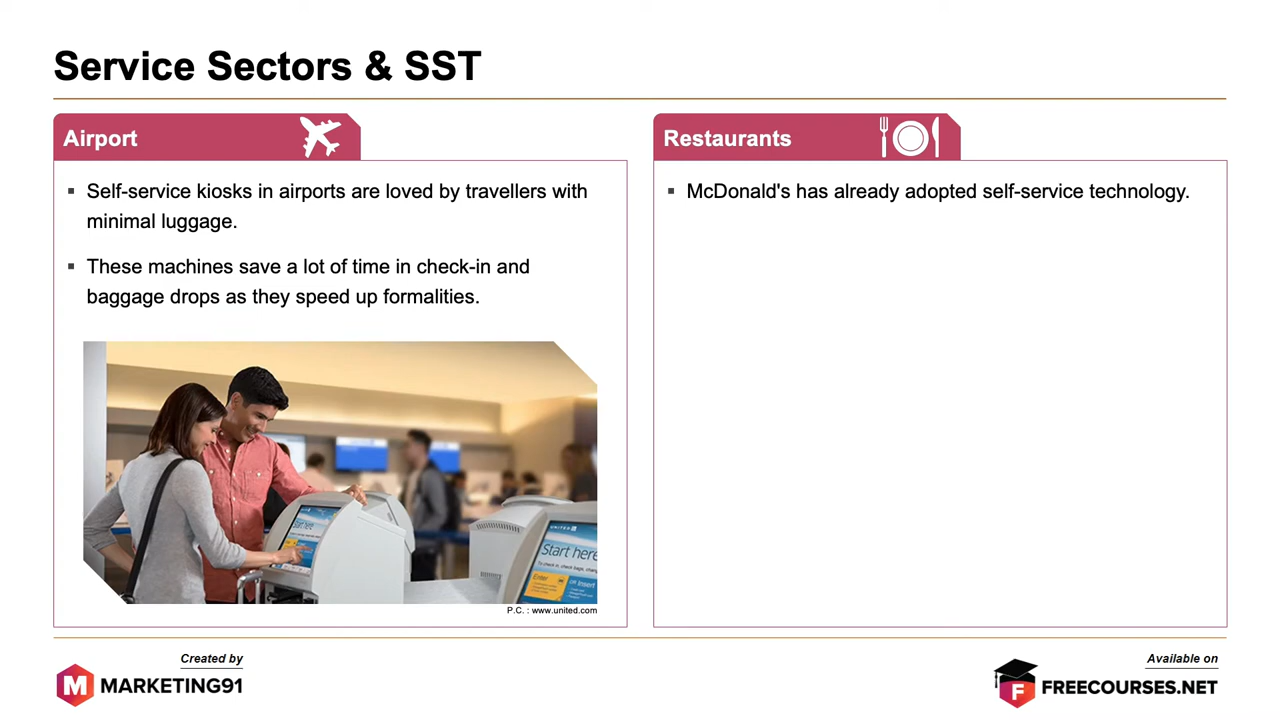 Service Sectors & SST
Airport
Self-service kiosks in airports are loved by travellers with
minimal luggage.
These machines save a lot of time in check-in and
baggage drops as they speed up formalities.
Start here
Start here
Enter
P.C. : www.united.com
Restaurants
McDonald's has already adopted self-service technology.
Created by
M MARKETING91
Available on
F FREECOURSES.NET